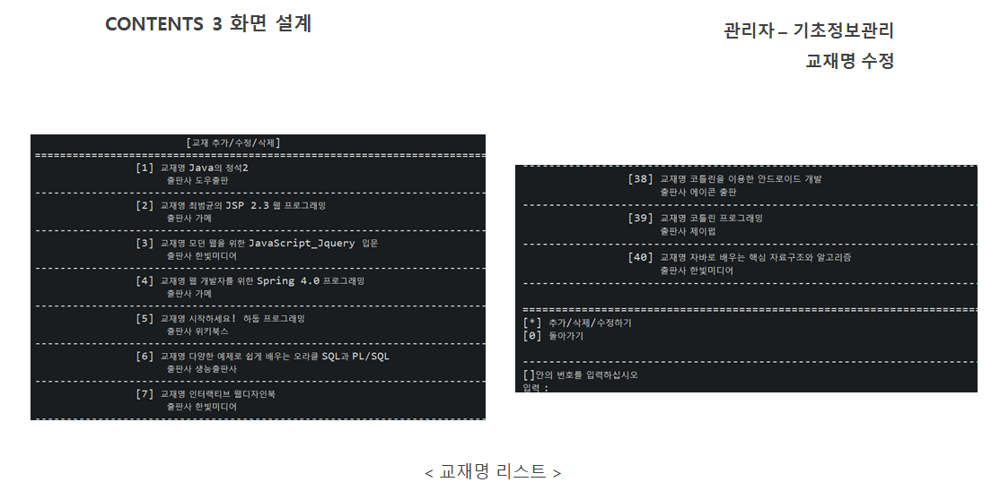 CONTENTS 3 화면 설계
관리자 – 기초정보관리
교재명 수정
[교재 추가/수정/삭제]
[1] 교재명 Java의 정석2
출판사 도우출판
[2] 교재명 최범균의 JSP 2.3 웹 프로그래밍
출판사 가메
[3] 교재명 모던 웹을 위한 JavaScript_Jquery 입문
출판사 한빛미디어
[4] 교재명 웹 개발자를 위한 Spring 4.0 프로그래밍
출판사 가메
[5] 교재명 시작하세요! 하둡 프로그래밍
출판사 위키북스
[6] 교재명 다양한 예제로 쉽게 배우는 오라클 SQL과 PL/SQL
출판사 생능출판사
[7] 교재명 인터랙티브 웹디자인북
출판사 한빛미디어
[38] 교재명 코틀린을 이용한 안드로이드 개발
출판사 에이콘 출판
[39] 교재명 코틀린 프로그래밍
출판사 제이펍
[40] 교재명 자바로 배우는 핵심 자료구조와 알고리즘
출판사 한빛미디어
[*] 추가/삭제/수정하기
[0] 돌아가기
[]안의 번호를 입력하십시오
입력 :
< 교재명 리스트 >